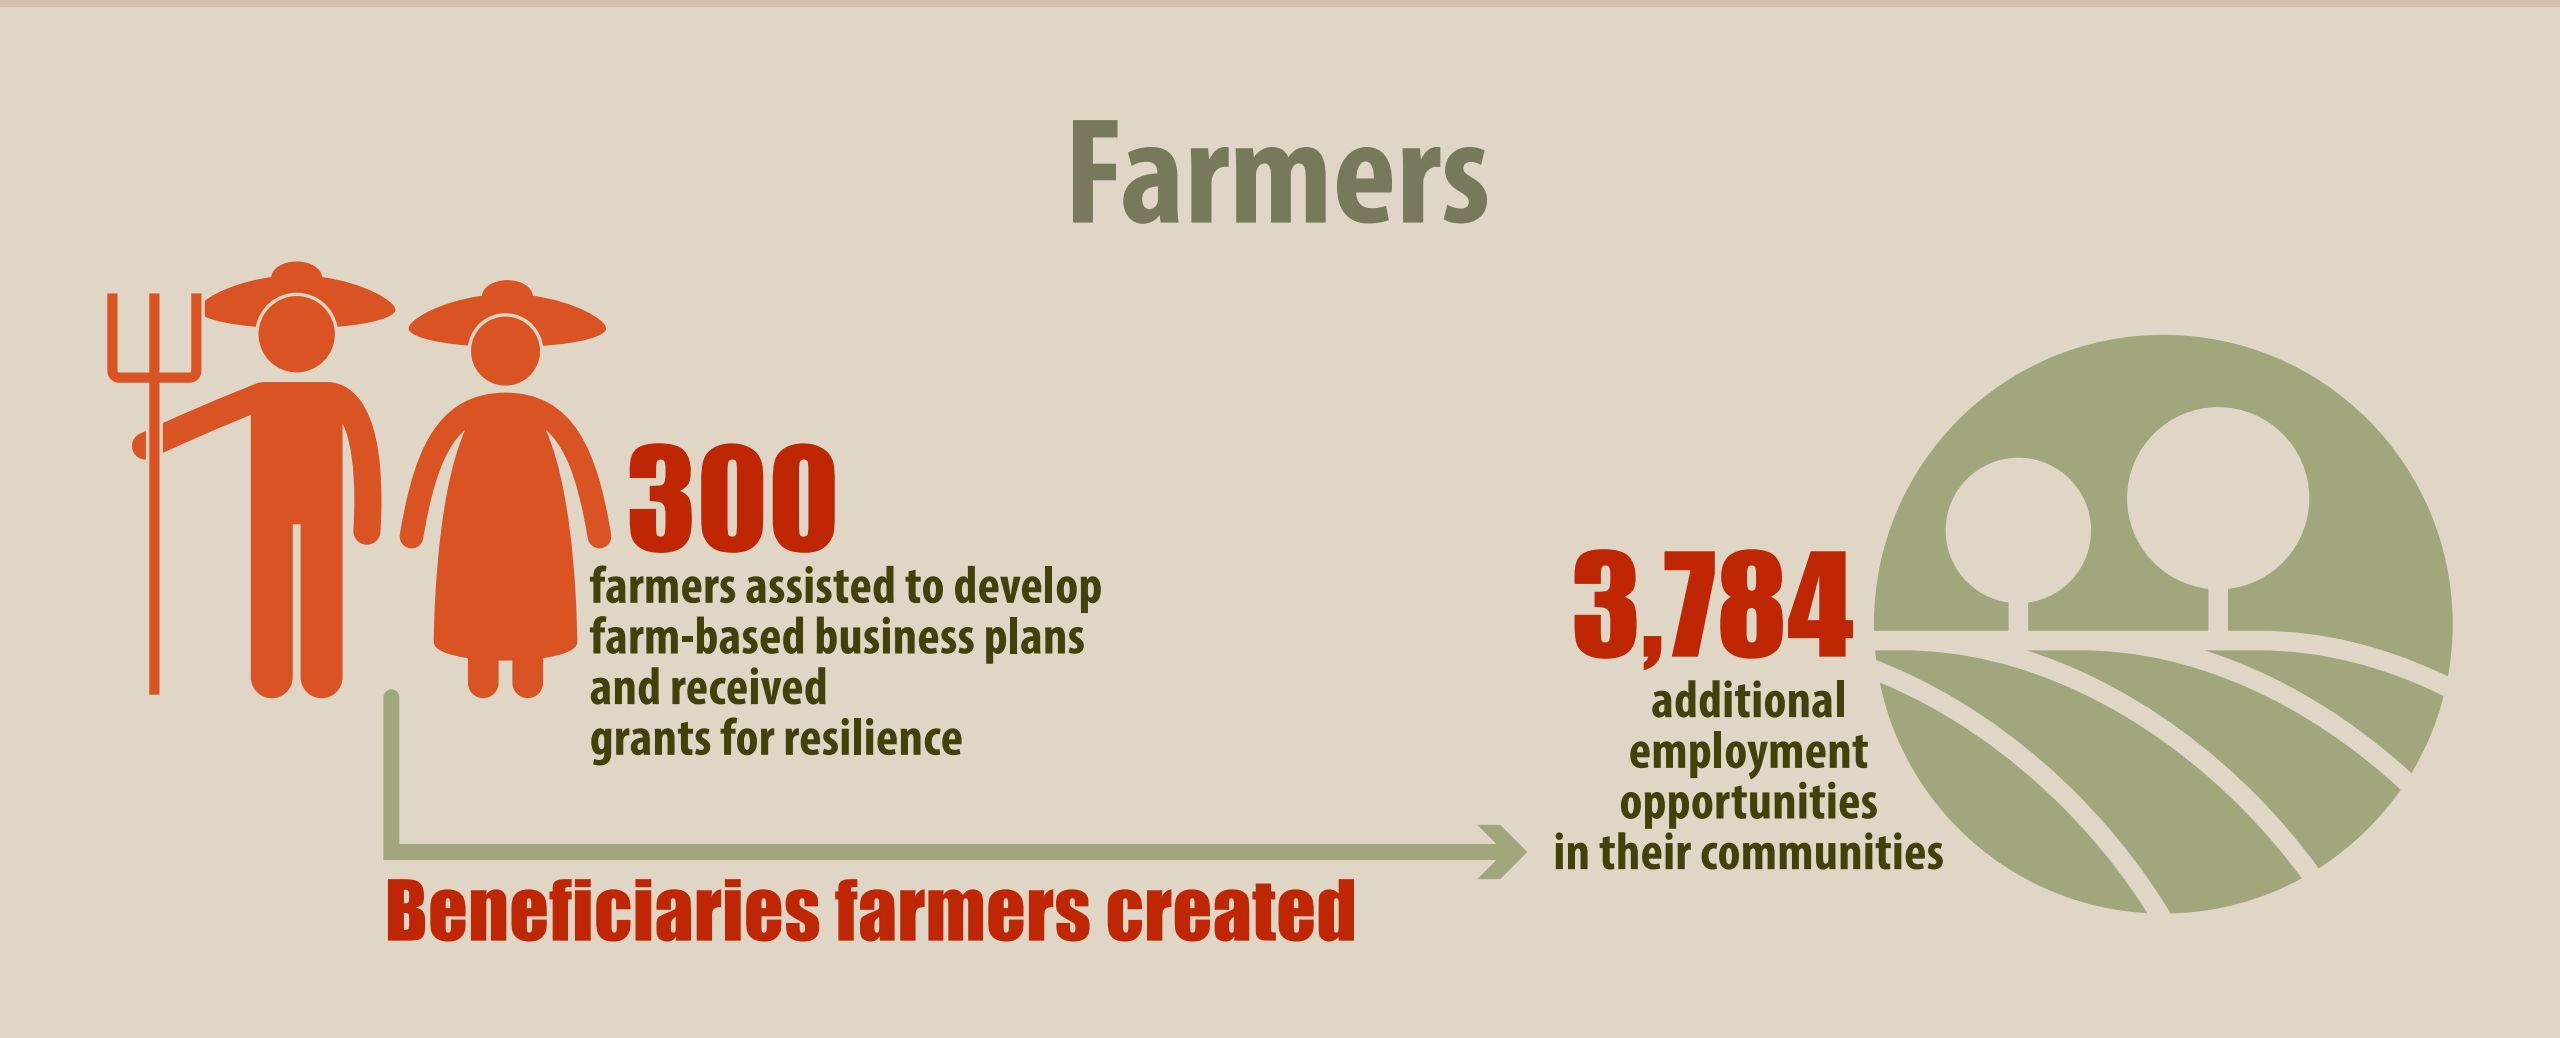 Farmers
300
farmers assisted to develop
farm-based business plans
and received
grants for resilience
Beneficiaries farmers created
3,784
additional
employment
opportunities
in their communities